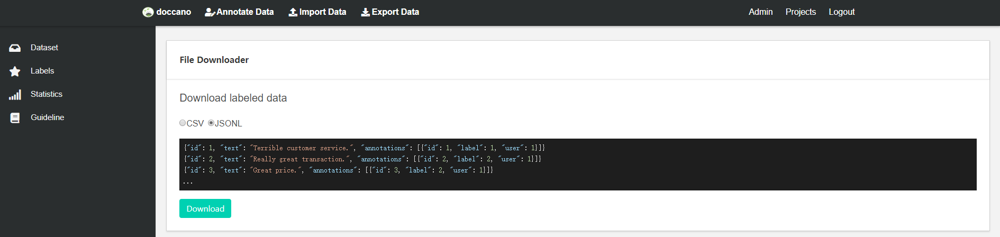 doccano Annotate Data Import Data Export Data Admin Projects Logout
Dataset
Labels
Statistics
Guideline
File Downloader
Download labeled data
CSV JSONL
{"id": 1, "text": "Terrible customer service.", "annotations": [{"id": 1, "label": 1, "user": 1}]}
{"id": 2, "text": "Really great transaction.", "annotations": [{"id": 2, "label": 2, "user": 1}]}
{"id": 3, "text": "Great price.", "annotations": [{"id": 3, "label": 2, "user": 1}]}
...
Download